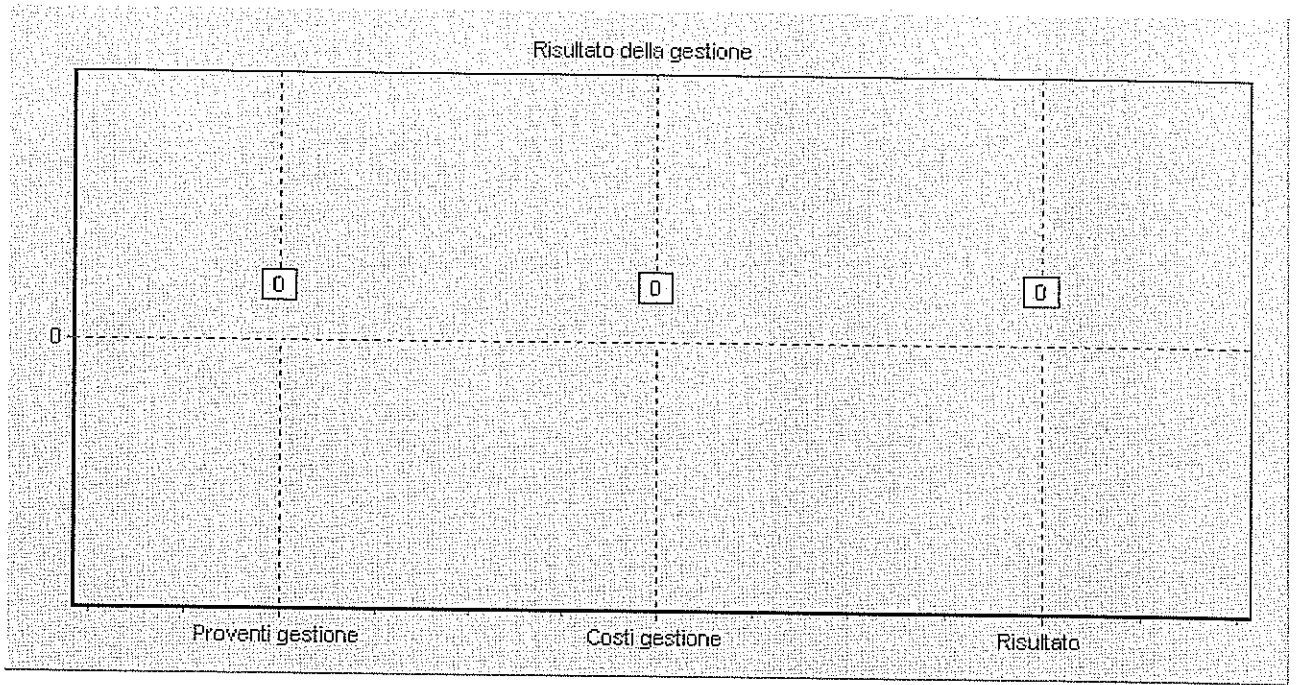 Risultato della gestione
0
0
0
0
Proventi gestione
Costi gestione
Risultato